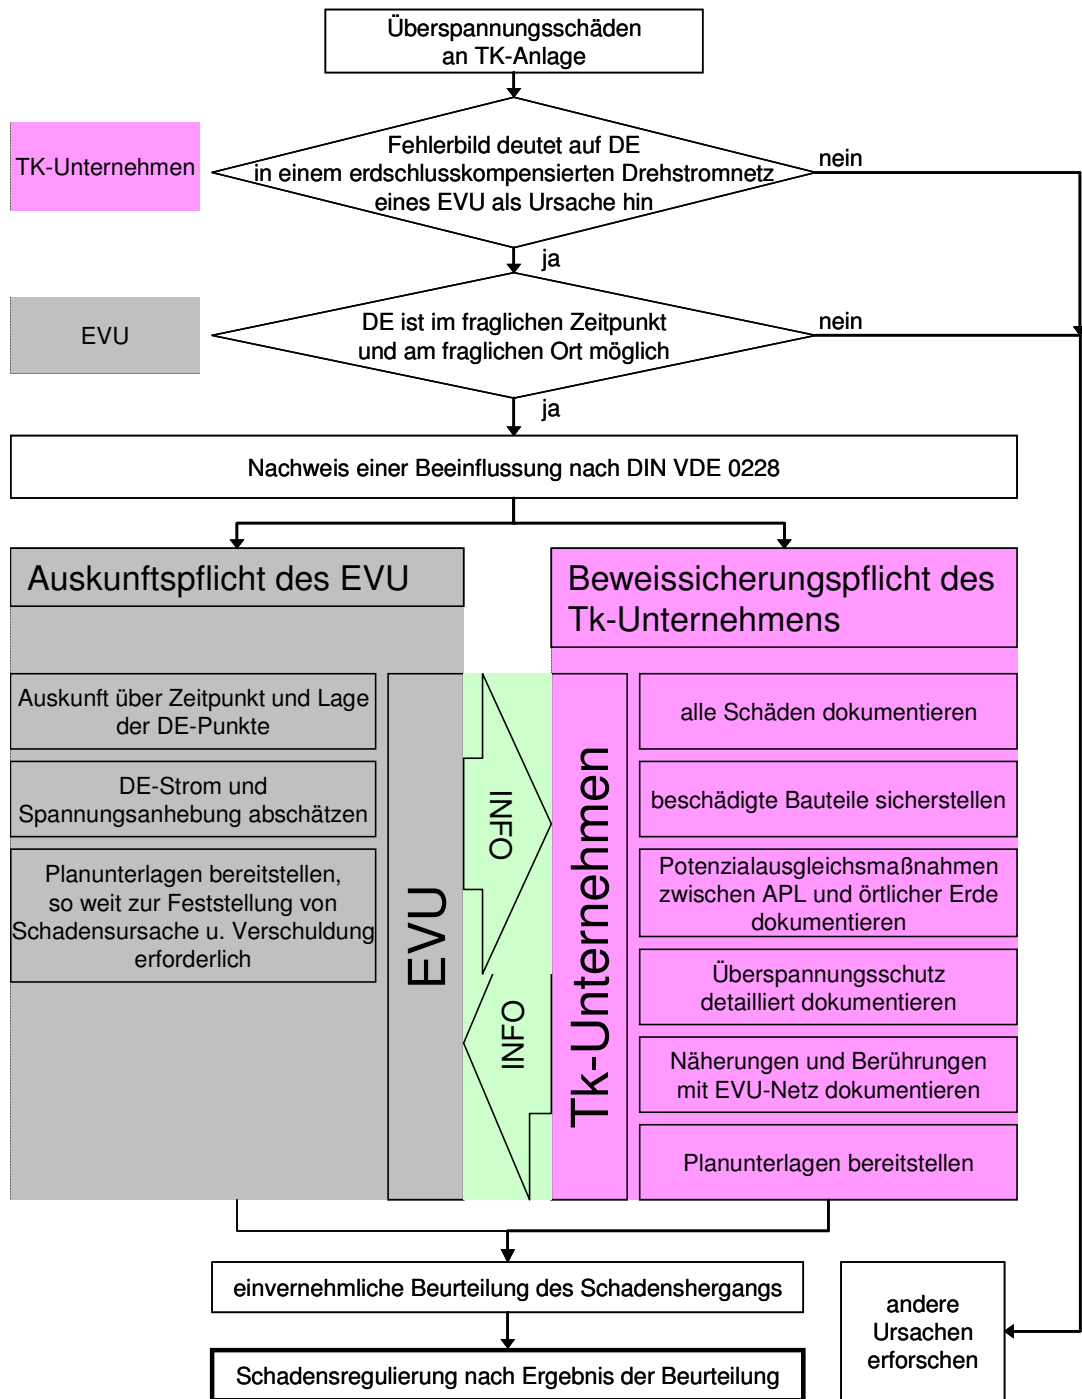 Überspannungsschäden
an TK-Anlage
TK-Unternehmen
Fehlerbild deutet auf DE
in einem erdschlusskompensierten Drehstromnetz
eines EVU als Ursache hin
nein
ja
EVU
DE ist im fraglichen Zeitpunkt
und am fraglichen Ort möglich
nein
ja
Nachweis einer Beeinflussung nach DIN VDE 0228
Auskunftspflicht des EVU
Auskunft über Zeitpunkt und Lage
der DE-Punkte
DE-Strom und
Spannungsanhebung abschätzen
Planunterlagen bereitstellen,
so weit zur Feststellung von
Schadensursache u. Verschuldung
erforderlich
EVU
INFO
INFO
Beweissicherungspflicht des
Tk-Unternehmens
Tk-Unternehmen
alle Schäden dokumentieren
beschädigte Bauteile sicherstellen
Potenzialausgleichsmaßnahmen
zwischen APL und örtlicher Erde
dokumentieren
Überspannungsschutz
detailliert dokumentieren
Näherungen und Berührungen
mit EVU-Netz dokumentieren
Planunterlagen bereitstellen
einvernehmliche Beurteilung des Schadenshergangs
Schadensregulierung nach Ergebnis der Beurteilung
andere
Ursachen
erforschen